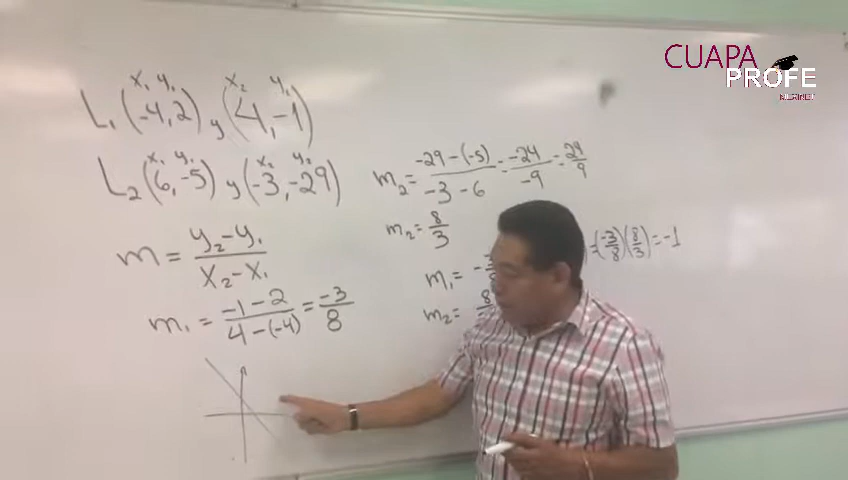 CUAPA
PROFE
x₁ y₁ x₂ y₂
L₁(-4,2) y (4,-1)
x₁ y₁ x₂ y₂
L₂(6,-5) y (-3,-29)
m = y₂-y₁ / x₂-x₁
m₁ = -1-2 / 4-(-4) = -3/8
m₂ = -29-(-5) / -3-6 = -24/-9 = 24/9
m₂ = 8/3
m₁ = -3
m₂ = 8
=(-3/8)(8/3)=-1